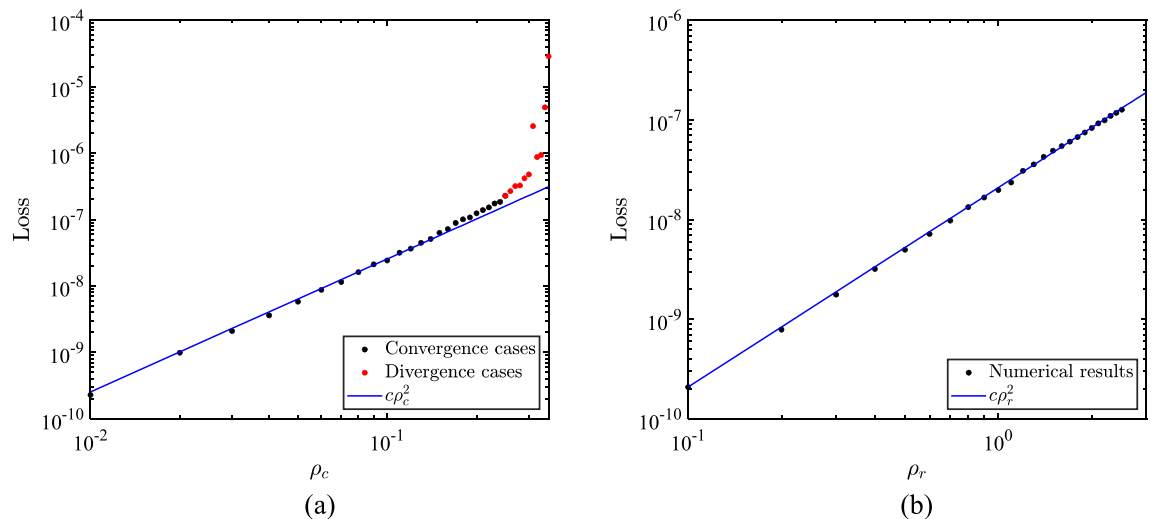 10^-4
10^-5
10^-6
10^-7
10^-8
10^-9
10^-10
Loss
10^-2
10^-1
ρ_c
Convergence cases
Divergence cases
cρ_c^2
(a)
10^-6
10^-7
10^-8
10^-9
10^-10
Loss
10^-1
10^0
ρ_r
Numerical results
cρ_r^2
(b)